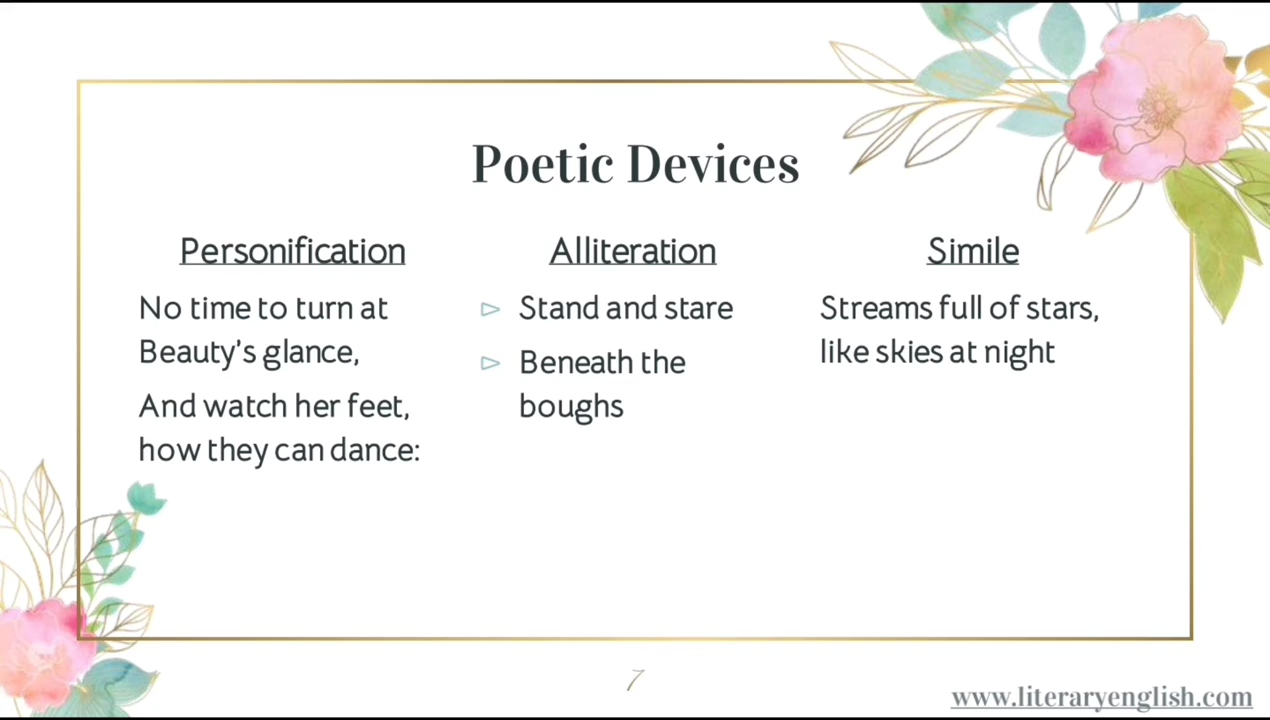 Poetic Devices
Personification
No time to turn at
Beauty's glance,
And watch her feet,
how they can dance:
Alliteration
Stand and stare
Beneath the
boughs
Simile
Streams full of stars,
like skies at night
7
www.literaryenglish.com